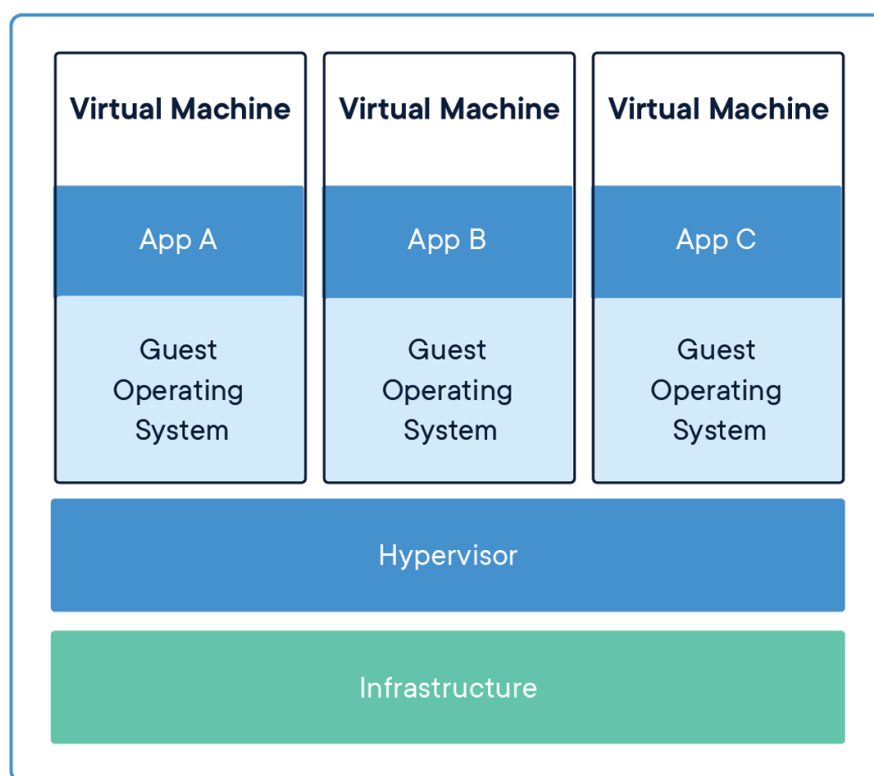 Virtual Machine
App A
Guest
Operating
System
Virtual Machine
App B
Guest
Operating
System
Virtual Machine
App C
Guest
Operating
System
Hypervisor
Infrastructure